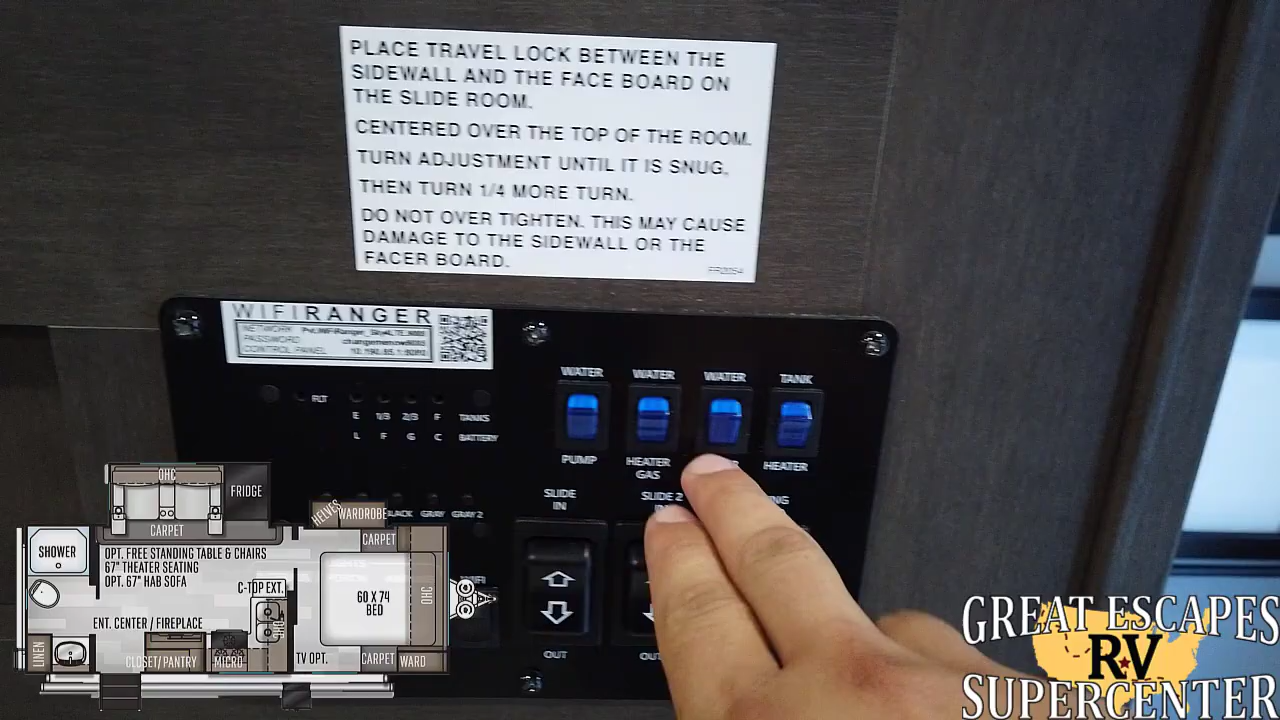 PLACE TRAVEL LOCK BETWEEN THE
SIDEWALL AND THE FACE BOARD ON
THE SLIDE ROOM.
CENTERED OVER THE TOP OF THE ROOM.
TURN ADJUSTMENT UNTIL IT IS SNUG,
THEN TURN 1/4 MORE TURN.
DO NOT OVER TIGHTEN. THIS MAY CAUSE
DAMAGE TO THE SIDEWALL OR THE
FACER BOARD.
WIFIRANGER
NETWORK
PASSWORD
CONTROL PANEL
WATER WATER WATER TANK
FLT E 1/3 2/3 F TANKS
L F G C BATTERY
PUMP HEATER GAS HEATER
SLIDE IN SLIDE 2
GRAY GRAY 2
OUT
OHC
FRIDGE
CARPET
HELVES WARDROBE
CARPET
SHOWER
OPT. FREE STANDING TABLE & CHAIRS
67" THEATER SEATING
OPT. 67" HAB SOFA
C-TOP EXT.
60 X 74
BED
OHC
OHC
ENT. CENTER / FIREPLACE
LINEN
CLOSET/PANTRY
MICRO
TV OPT.
CARPET
WARD
GREAT ESCAPES
RV
SUPERCENTER